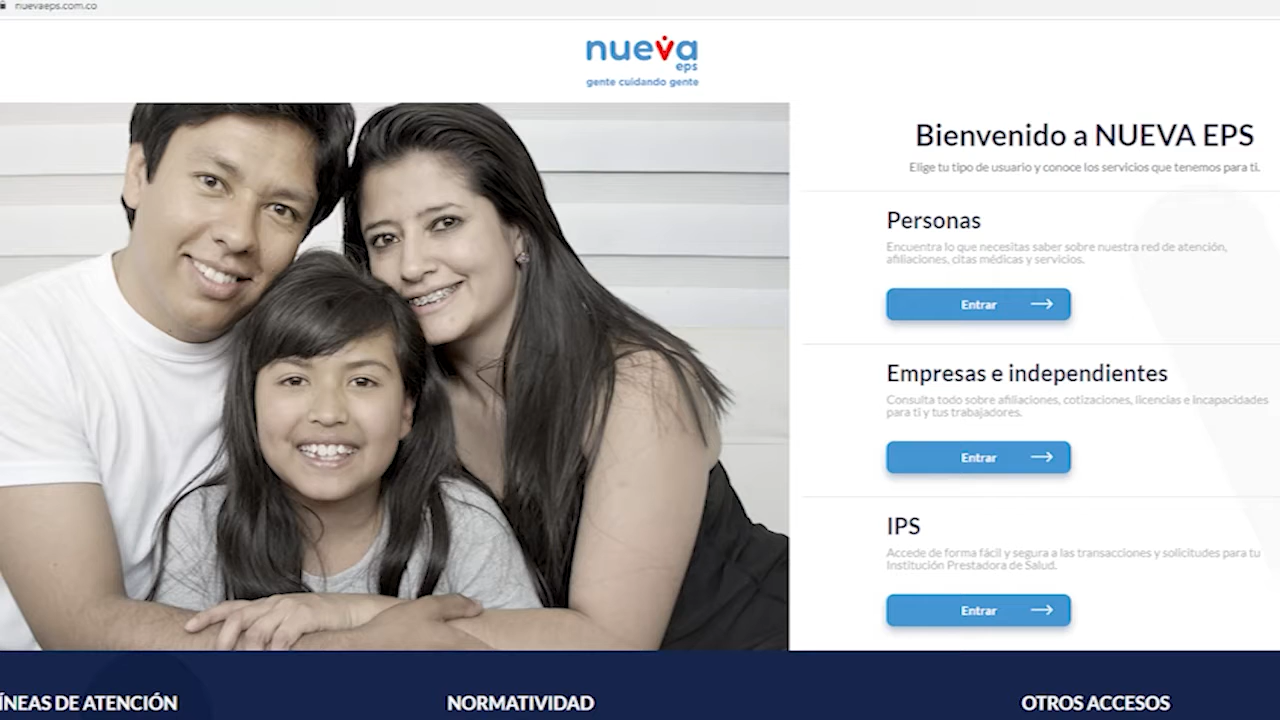 nuevaeps.com.co
nueva
eps
gente cuidando gente
Bienvenido a NUEVA EPS
Elige tu tipo de usuario y conoce los servicios que tenemos para ti.
Personas
Encuentra lo que necesitas saber sobre nuestra red de atención,
afiliaciones, citas médicas y servicios.
Entrar
Empresas e independientes
Consulta todo sobre afiliaciones, cotizaciones, licencias e incapacidades
para ti y tus trabajadores.
Entrar
IPS
Accede de forma fácil y segura a las transacciones y solicitudes para tu
Institución Prestadora de Salud.
Entrar
ÍNEAS DE ATENCIÓN
NORMATIVIDAD
OTROS ACCESOS